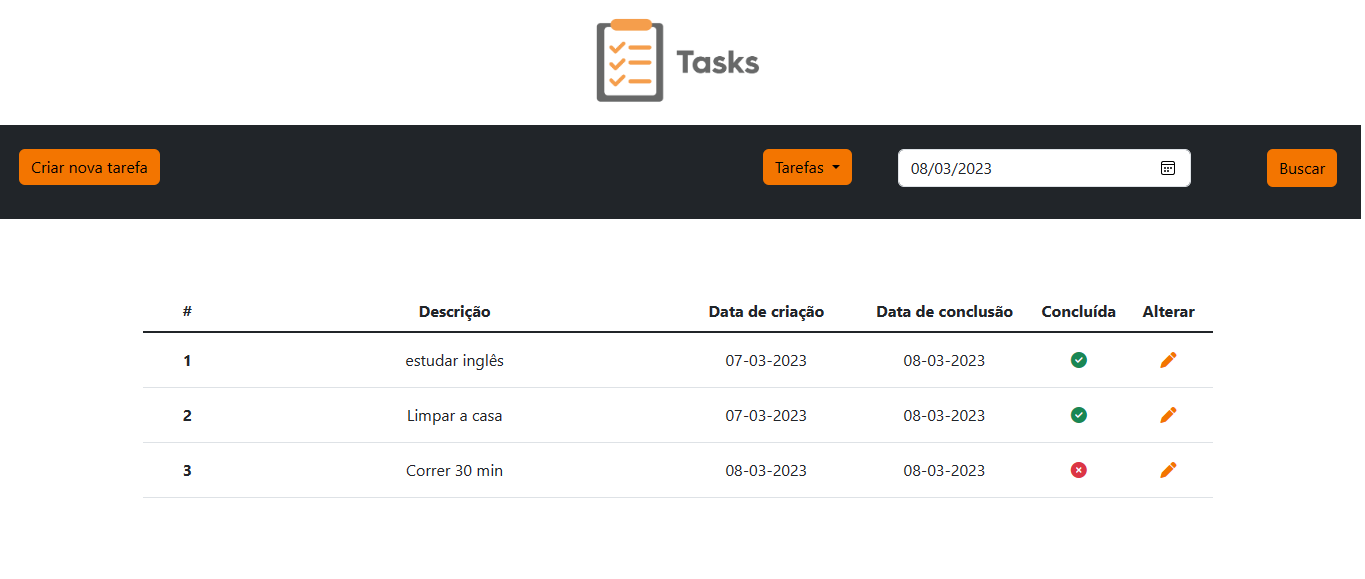 Tasks
Criar nova tarefa Tarefas 08/03/2023 Buscar
# Descrição Data de criação Data de conclusão Concluída Alterar
1 estudar inglês 07-03-2023 08-03-2023
2 Limpar a casa 07-03-2023 08-03-2023
3 Correr 30 min 08-03-2023 08-03-2023